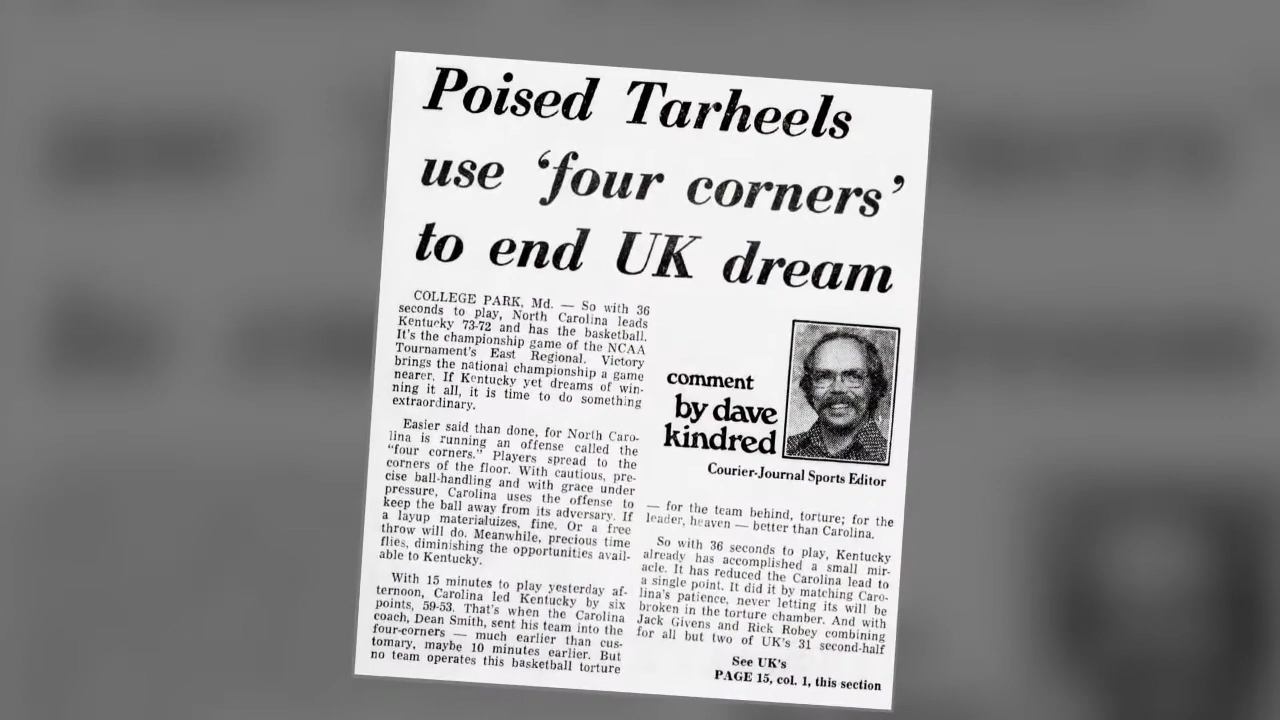 Poised Tarheels
use ‘four corners’
to end UK dream
COLLEGE PARK, Md. — So with 36
seconds to play, North Carolina leads
Kentucky 73-72 and has the basketball.
It's the championship game of the NCAA
Tournament's East Regional. Victory
brings the national championship a game
nearer. If Kentucky yet dreams of win-
ning it all, it is time to do something
extraordinary.
Easier said than done, for North Caro-
lina is running an offense called the
"four corners." Players spread to the
corners of the floor. With cautious, pre-
cise ball-handling and with grace under
pressure, Carolina uses the offense to
keep the ball away from its adversary. If
a layup materialuizes, fine. Or a free
throw will do. Meanwhile, precious time
flies, diminishing the opportunities avail-
able to Kentucky.
With 15 minutes to play yesterday af-
ternoon, Carolina led Kentucky by six
points, 59-53. That's when the Carolina
coach, Dean Smith, sent his team into the
four-corners — much earlier than cus-
tomary, maybe 10 minutes earlier. But
no team operates this basketball torture
comment
by dave
kindred
Courier-Journal Sports Editor
— for the team behind, torture; for the
leader, heaven — better than Carolina.
So with 36 seconds to play, Kentucky
already has accomplished a small mir-
acle. It has reduced the Carolina lead to
a single point. It did it by matching Caro-
lina's patience, never letting its will be
broken in the torture chamber. And with
Jack Givens and Rick Robey combining
for all but two of UK's 31 second-half
See UK's
PAGE 15, col. 1, this section